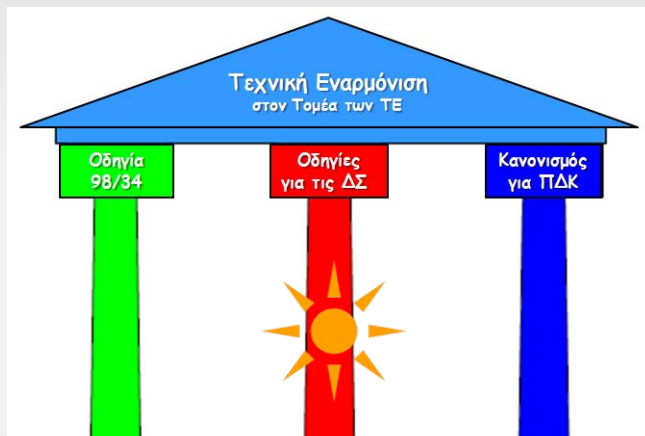 Τεχνική Εναρμόνιση
στον Τομέα των ΤΕ
Οδηγία
98/34
Οδηγίες
για τις ΔΣ
Κανονισμός
για ΠΔΚ